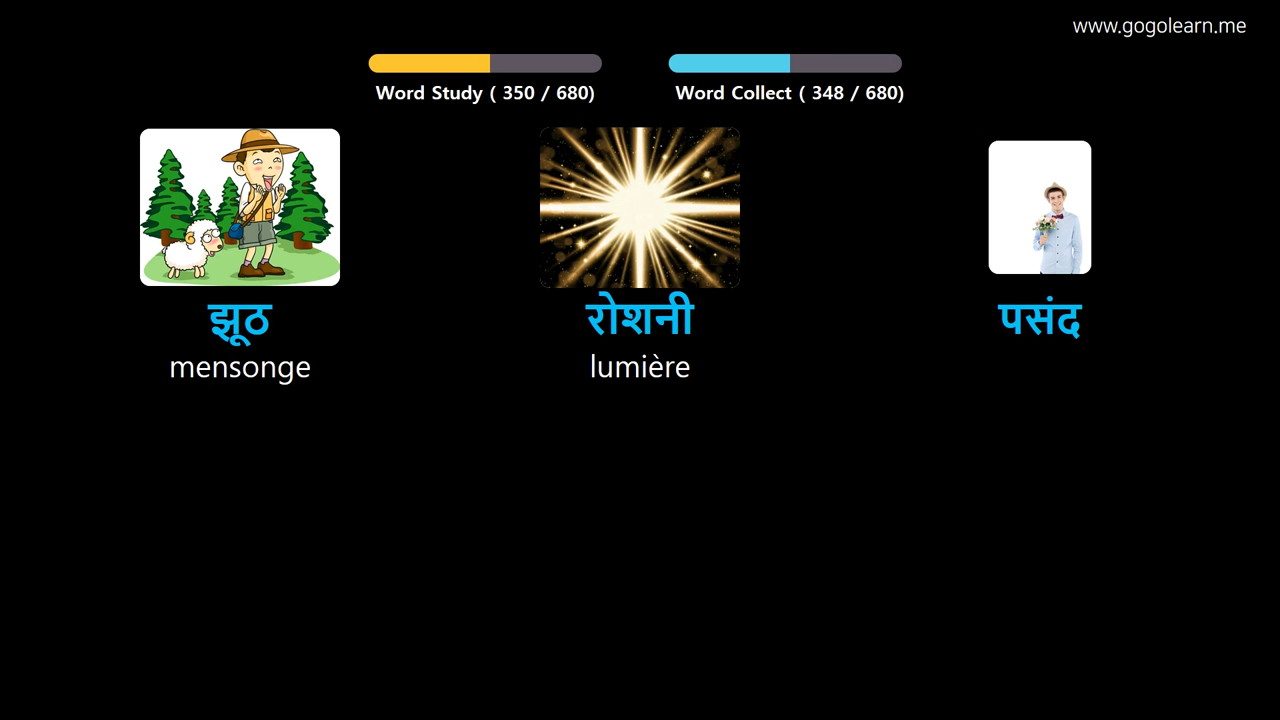 www.gogolearn.me
Word Study ( 350 / 680)
Word Collect ( 348 / 680)
झूठ
रोशनी
पसंद
mensonge
lumière